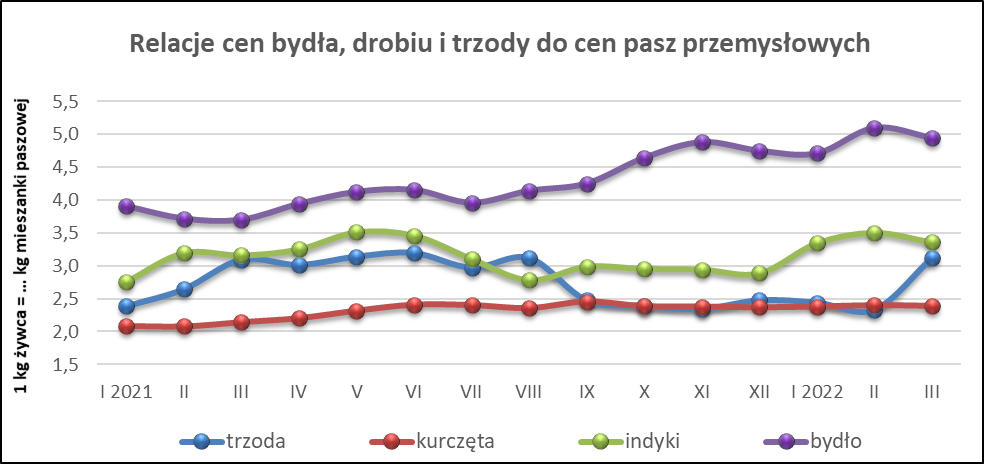 Relacje cen bydła, drobiu i trzody do cen pasz przemysłowych
1 kg żywca = ... kg mieszanki paszowej
5,5
5,0
4,5
4,0
3,5
3,0
2,5
2,0
1,5
I 2021 II III IV V VI VII VIII IX X XI XII I 2022 II III
trzoda kurczęta indyki bydło